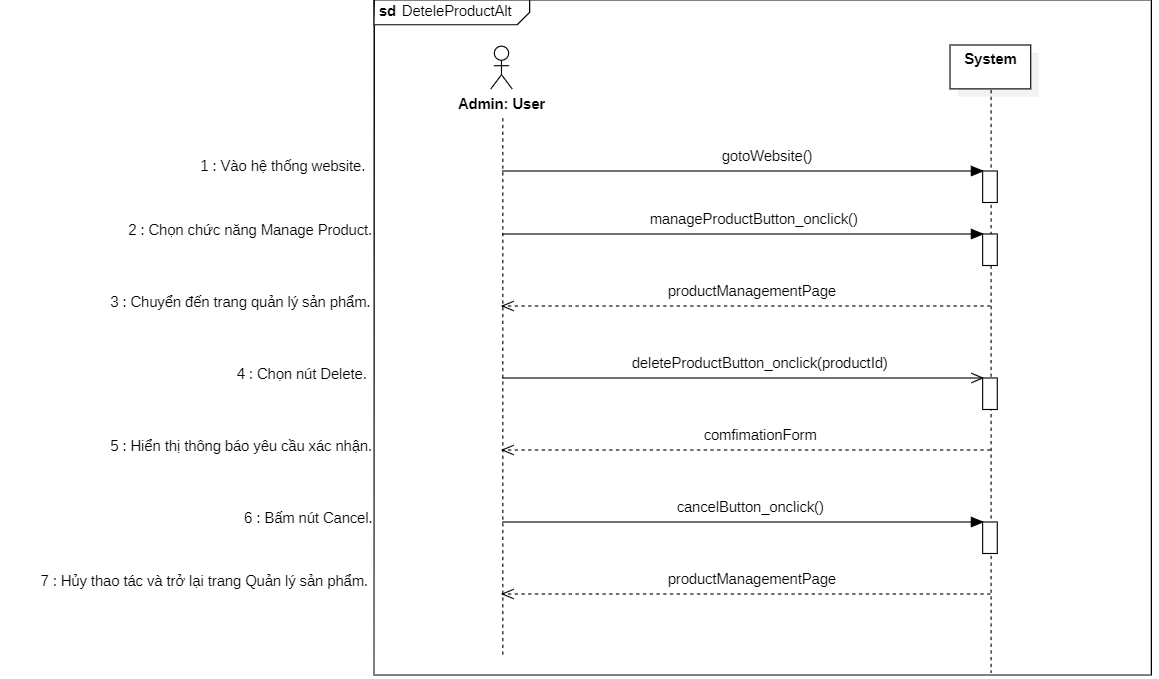 sd DeteleProductAlt
Admin: User
System
1 : Vào hệ thống website.
gotoWebsite()
2 : Chọn chức năng Manage Product.
manageProductButton_onclick()
3 : Chuyển đến trang quản lý sản phẩm.
productManagementPage
4 : Chọn nút Delete.
deleteProductButton_onclick(productId)
5 : Hiển thị thông báo yêu cầu xác nhận.
comfimationForm
6 : Bấm nút Cancel.
cancelButton_onclick()
7 : Hủy thao tác và trở lại trang Quản lý sản phẩm.
productManagementPage